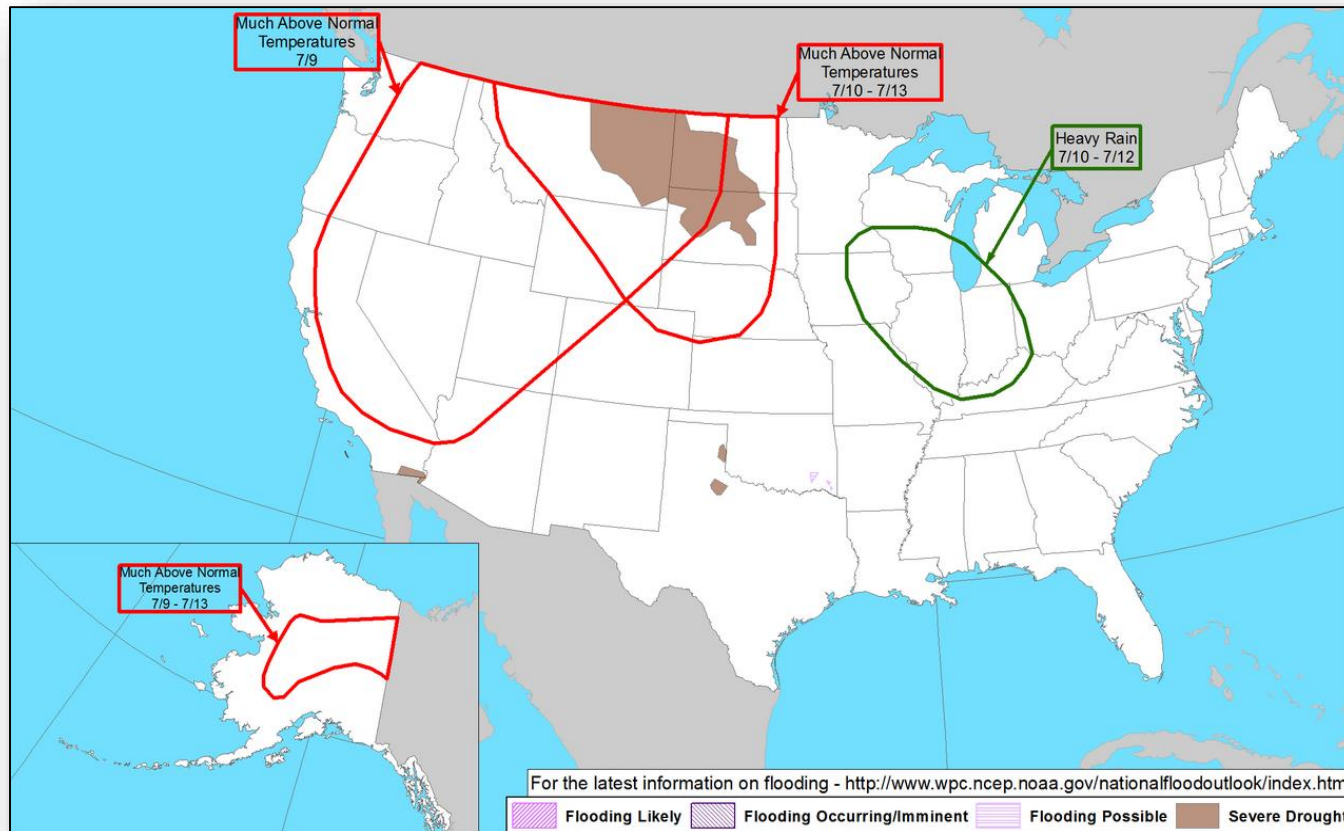 Much Above Normal
Temperatures
7/9
Much Above Normal
Temperatures
7/10 - 7/13
Heavy Rain
7/10 - 7/12
Much Above Normal
Temperatures
7/9 - 7/13
For the latest information on flooding - http://www.wpc.ncep.noaa.gov/nationalfloodoutlook/index.htm
Flooding Likely Flooding Occurring/Imminent Flooding Possible Severe Drought